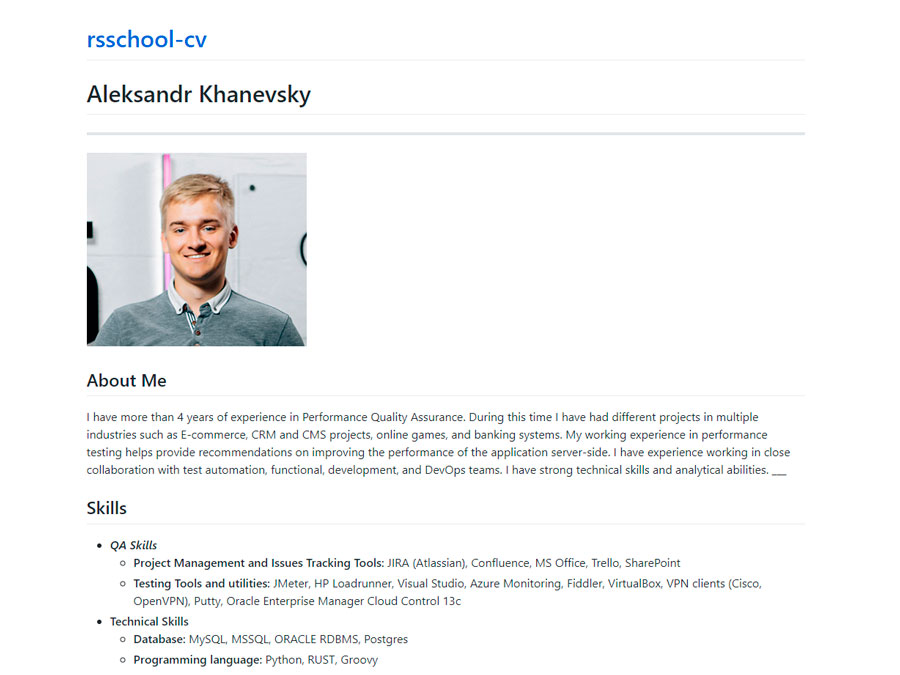 rsschool-cv
Aleksandr Khanevsky
About Me
I have more than 4 years of experience in Performance Quality Assurance. During this time I have had different projects in multiple
industries such as E-commerce, CRM and CMS projects, online games, and banking systems. My working experience in performance
testing helps provide recommendations on improving the performance of the application server-side. I have experience working in close
collaboration with test automation, functional, development, and DevOps teams. I have strong technical skills and analytical abilities. ___
Skills
• QA Skills
◦ Project Management and Issues Tracking Tools: JIRA (Atlassian), Confluence, MS Office, Trello, SharePoint
◦ Testing Tools and utilities: JMeter, HP Loadrunner, Visual Studio, Azure Monitoring, Fiddler, VirtualBox, VPN clients (Cisco,
OpenVPN), Putty, Oracle Enterprise Manager Cloud Control 13c
• Technical Skills
◦ Database: MySQL, MSSQL, ORACLE RDBMS, Postgres
◦ Programming language: Python, RUST, Groovy